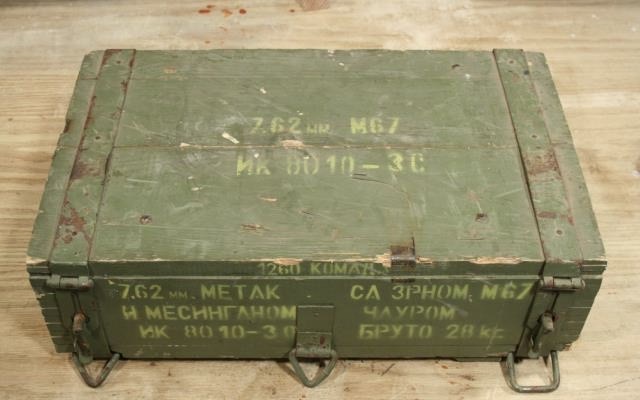 7.62 мм М67
ИК 8010-3С
1260 КОМАДА
7.62 мм МЕТАК СА ЗРНОМ М67
И МЕСИНГАНОМ ЧАУРОМ
ИК 8010-3С БРУТО 28 кг